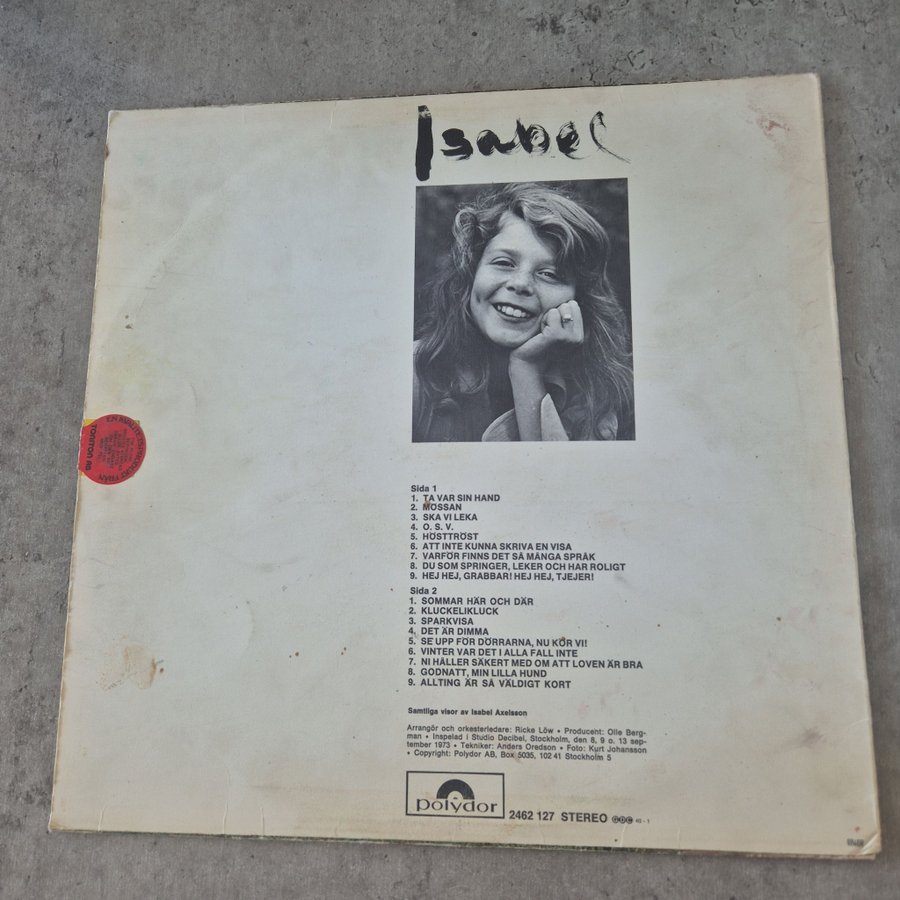 Isabel
Sida 1
1. TA VAR SIN HAND
2. MÖSSAN
3. SKA VI LEKA
4. O. S. V.
5. HÖSTTRÖST
6. ATT INTE KUNNA SKRIVA EN VISA
7. VARFÖR FINNS DET SÅ MÅNGA SPRÅK
8. DU SOM SPRINGER, LEKER OCH HAR ROLIGT
9. HEJ HEJ, GRABBAR! HEJ HEJ, TJEJER!
Sida 2
1. SOMMAR HÄR OCH DÄR
2. KLUCKELIKLUCK
3. SPARKVISA
4. DET ÄR DIMMA
5. SE UPP FÖR DÖRRARNA, NU KÖR VI!
6. VINTER VAR DET I ALLA FALL INTE
7. NI HÅLLER SÄKERT MED OM ATT LOVEN ÄR BRA
8. GODNATT, MIN LILLA HUND
9. ALLTING ÄR SÅ VÄLDIGT KORT
Samtliga visor av Isabel Axelsson
Arrangör och orkesterledare: Ricke Löw • Producent: Olle Berg-
man • Inspelad i Studio Decibel, Stockholm, den 8, 9 o. 13 sep-
tember 1973 • Tekniker: Anders Oredson • Foto: Kurt Johansson
• Copyright: Polydor AB, Box 5035, 102 41 Stockholm 5
polydor
2462 127 STEREO GDC 40 - 1
TONITON AB